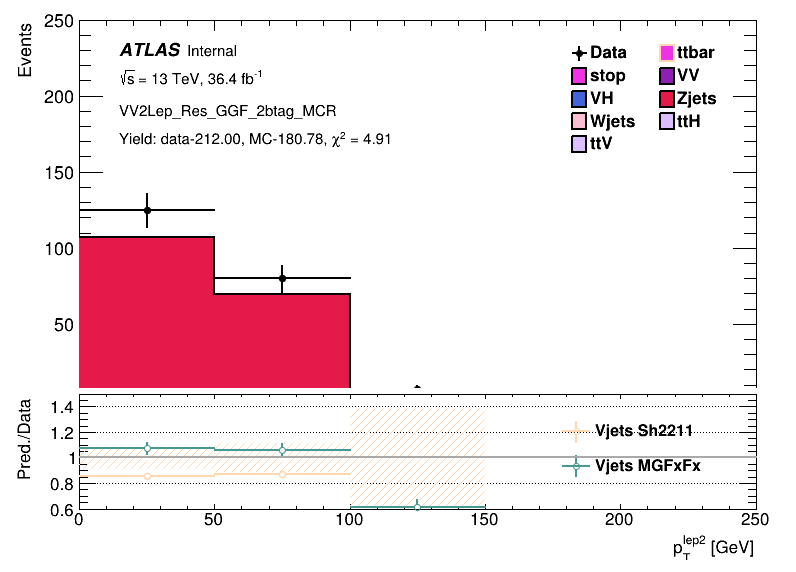 Events
250
200
150
100
50
ATLAS Internal
√s = 13 TeV, 36.4 fb⁻¹
VV2Lep_Res_GGF_2btag_MCR
Yield: data-212.00, MC-180.78, χ² = 4.91
Data
ttbar
stop
VV
VH
Zjets
Wjets
ttH
ttV
Pred./Data
1.4
1.2
1
0.8
0.6
Vjets Sh2211
Vjets MGFxFx
0 50 100 150 200 250
p_T^lep2 [GeV]